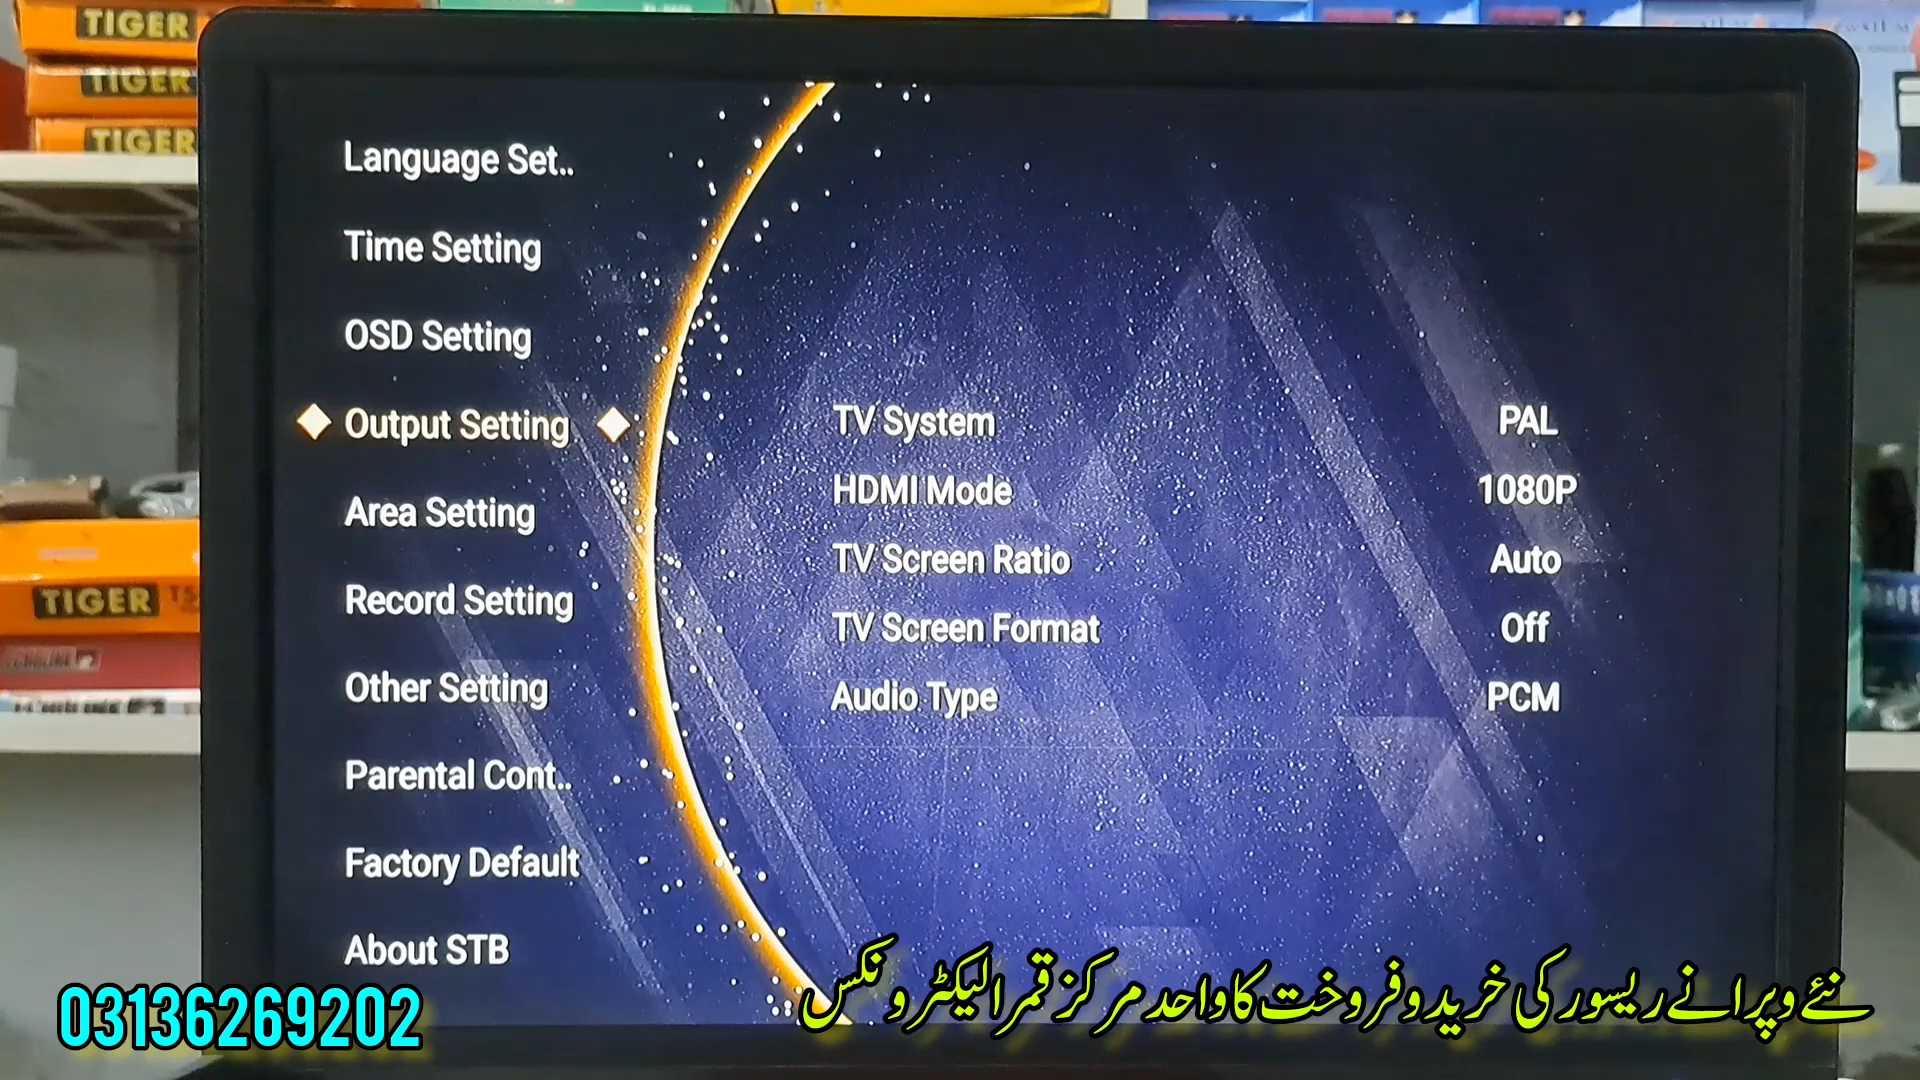 TIGER
TIGER
TIGER
TIGER
Language Set..
Time Setting
OSD Setting
Output Setting
Area Setting
Record Setting
Other Setting
Parental Cont..
Factory Default
About STB
TV System PAL
HDMI Mode 1080P
TV Screen Ratio Auto
TV Screen Format Off
Audio Type PCM
نئے و پرانے ریسور کی خرید و فروخت کا واحد مرکز قمر الیکٹرونکس
03136269202